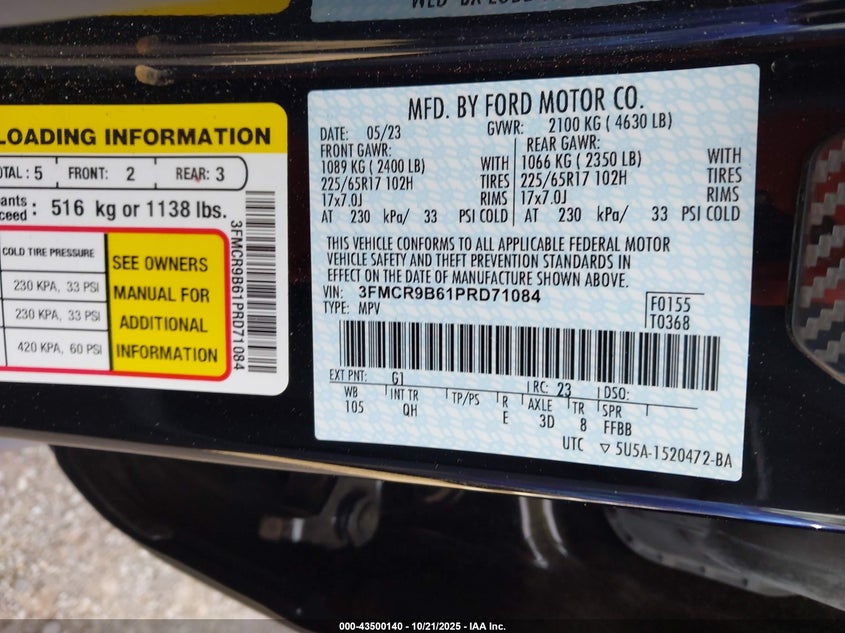 LOADING INFORMATION
TOTAL : 5 FRONT: 2 REAR: 3
: 516 kg or 1138 lbs.
COLD TIRE PRESSURE
230 KPA, 33 PSI
230 KPA, 33 PSI
420 KPA, 60 PSI
SEE OWNERS
MANUAL FOR
ADDITIONAL
INFORMATION
3FMCR9B61PRD71084
MFD. BY FORD MOTOR CO.
DATE: 05/23 GVWR: 2100 KG ( 4630 LB)
FRONT GAWR: REAR GAWR:
1089 KG ( 2400 LB) WITH 1066 KG ( 2350 LB) WITH
225/65R17 102H TIRES 225/65R17 102H TIRES
17x7.0J RIMS 17x7.0J RIMS
AT 230 kPa/ 33 PSI COLD AT 230 kPa/ 33 PSI COLD
THIS VEHICLE CONFORMS TO ALL APPLICABLE FEDERAL MOTOR
VEHICLE SAFETY AND THEFT PREVENTION STANDARDS IN
EFFECT ON THE DATE OF MANUFACTURE SHOWN ABOVE.
VIN: 3FMCR9B61PRD71084
TYPE: MPV
F0155
T0368
EXT PNT: G1 RC: 23 DSO:
WB INT TR TP/PS R AXLE TR SPR
105 QH E 3D 8 FFBB
UTC ▽ 5U5A-1520472-BA
000-43500140 - 10/21/2025 - IAA Inc.